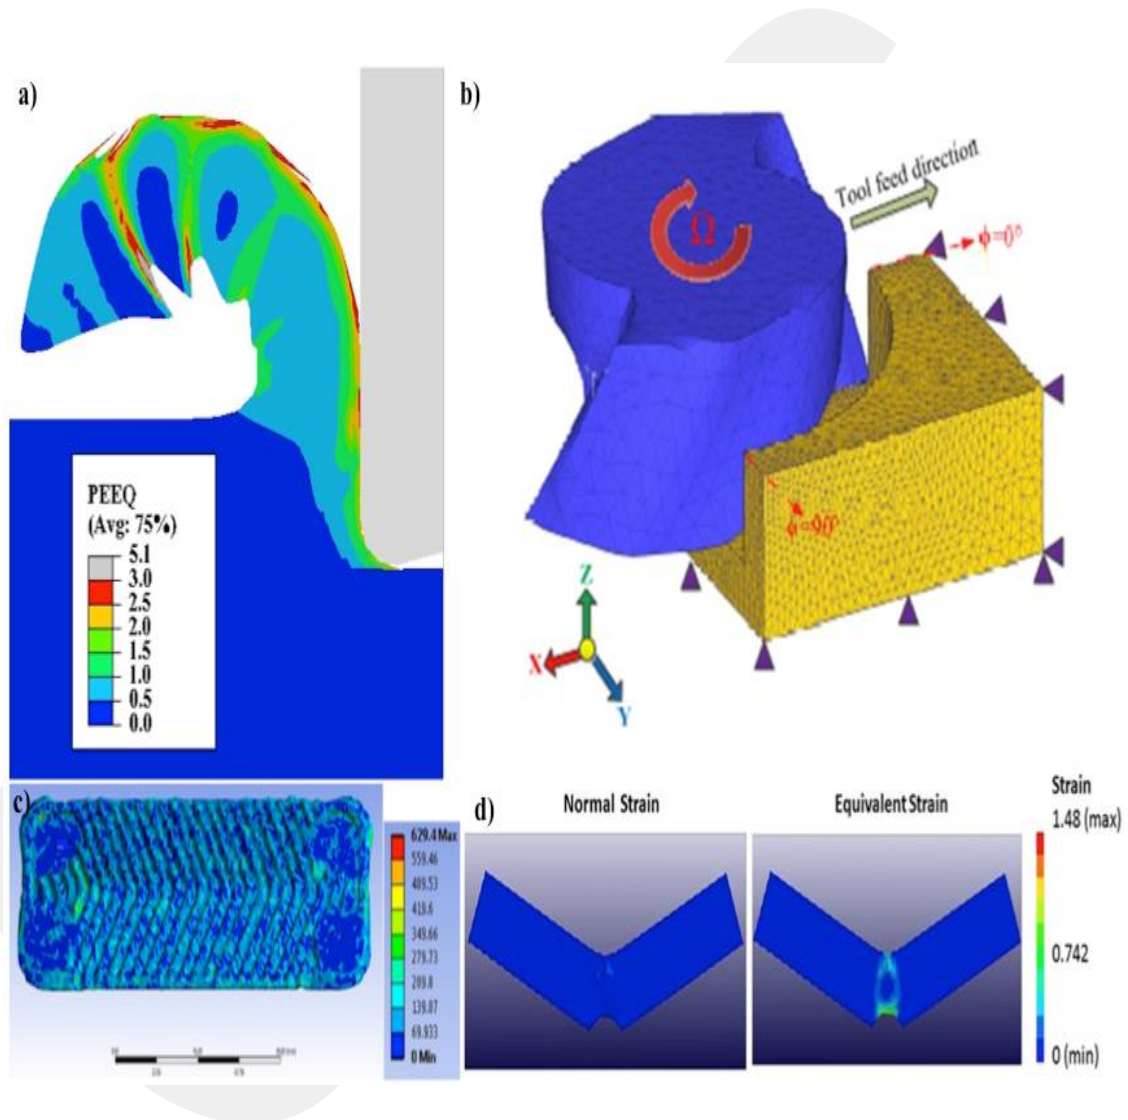 a)
PEEQ
(Avg: 75%)
5.1
3.0
2.5
2.0
1.5
1.0
0.5
0.0
b)
Tool feed direction
Ω
ϕ=0°
ϕ=90°
Z
X
Y
c)
629.4 Max
559.46
489.53
419.6
349.66
279.73
209.8
139.87
69.933
0 Min
d)
Normal Strain
Equivalent Strain
Strain
1.48 (max)
0.742
0 (min)